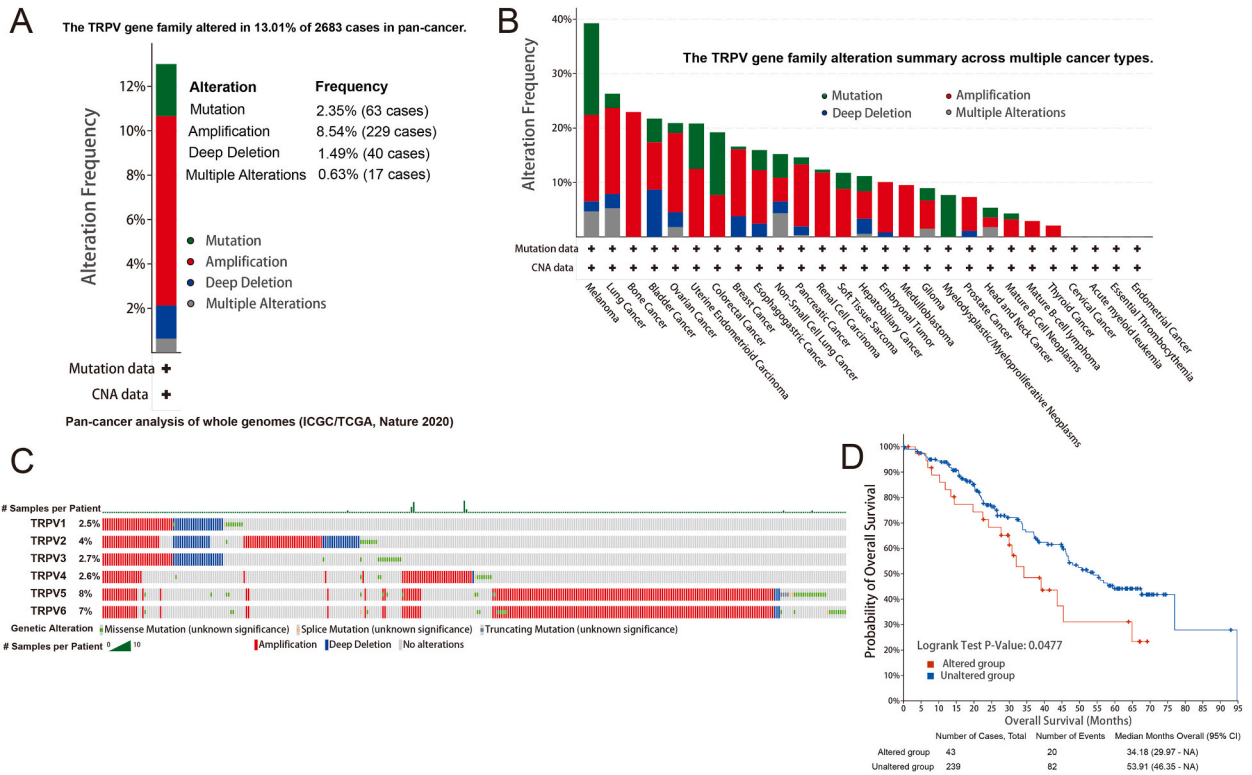 A
The TRPV gene family altered in 13.01% of 2683 cases in pan-cancer.
Alteration Frequency
12%
10%
8%
6%
4%
2%
Alteration Frequency
Mutation 2.35% (63 cases)
Amplification 8.54% (229 cases)
Deep Deletion 1.49% (40 cases)
Multiple Alterations 0.63% (17 cases)
Mutation
Amplification
Deep Deletion
Multiple Alterations
Mutation data +
CNA data +
Pan-cancer analysis of whole genomes (ICGC/TCGA, Nature 2020)
B
The TRPV gene family alteration summary across multiple cancer types.
Alteration Frequency
40%
30%
20%
10%
Mutation Amplification
Deep Deletion Multiple Alterations
Mutation data + + + + + + + + + + + + + + + + + + + + + + + + + + +
CNA data + + + + + + + + + + + + + + + + + + + + + + + + + + +
Melanoma
Lung Cancer
Bone Cancer
Bladder Cancer
Ovarian Cancer
Uterine Endometrioid Carcinoma
Colorectal Cancer
Breast Cancer
Esophagogastric Cancer
Non-Small Cell Lung Cancer
Pancreatic Cancer
Renal Cell Carcinoma
Soft Tissue Sarcoma
Hepatobiliary Cancer
Embryonal Tumor
Medulloblastoma
Glioma
Myelodysplastic/Myeloproliferative Neoplasms
Prostate Cancer
Head and Neck Cancer
Mature B-Cell Neoplasms
Mature B-cell lymphoma
Thyroid Cancer
Cervical Cancer
Acute myeloid leukemia
Essential Thrombocythemia
Endometrial Cancer
C
# Samples per Patient
TRPV1 2.5%
TRPV2 4%
TRPV3 2.7%
TRPV4 2.6%
TRPV5 8%
TRPV6 7%
Genetic Alteration Missense Mutation (unknown significance) Splice Mutation (unknown significance) Truncating Mutation (unknown significance)
# Samples per Patient 0 10 Amplification Deep Deletion No alterations
D
Probability of Overall Survival
100%
90%
80%
70%
60%
50%
40%
30%
20%
10%
0%
Logrank Test P-Value: 0.0477
Altered group
Unaltered group
0 5 10 15 20 25 30 35 40 45 50 55 60 65 70 75 80 85 90 95
Overall Survival (Months)
Number of Cases, Total Number of Events Median Months Overall (95% CI)
Altered group 43 20 34.18 (29.97 - NA)
Unaltered group 239 82 53.91 (46.35 - NA)